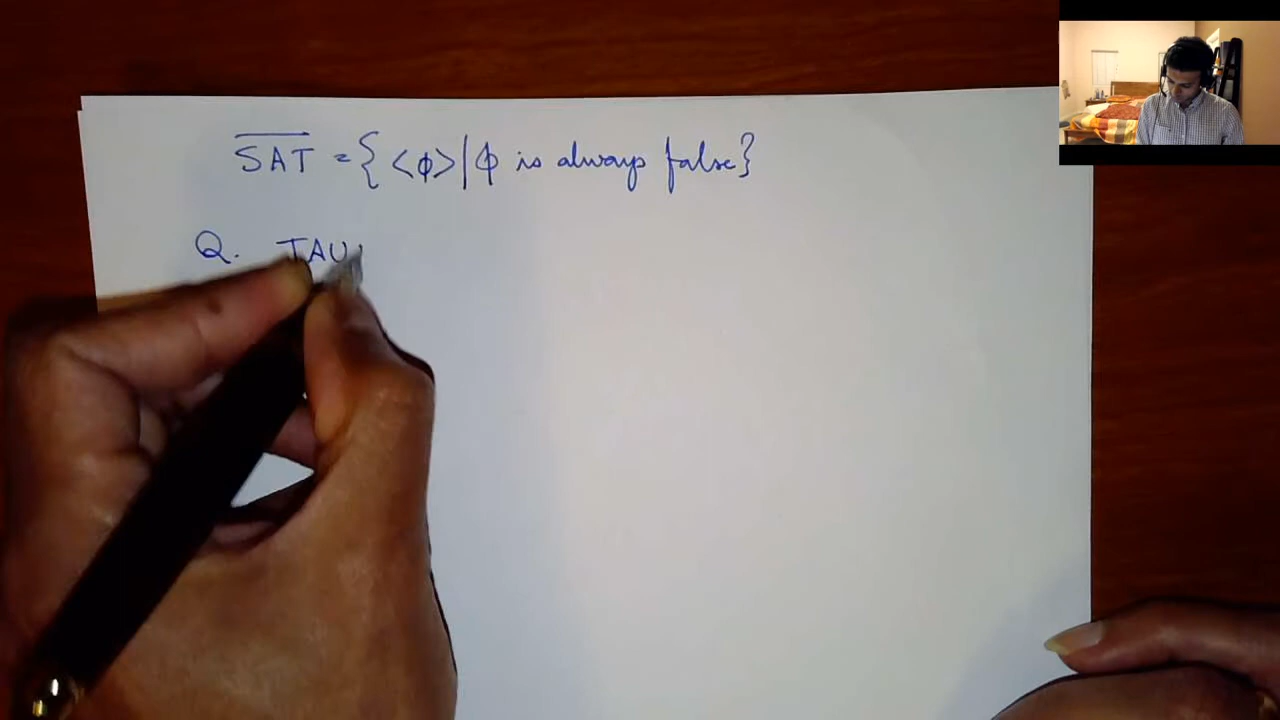 SAT = {<φ> | φ is always false}
Q. TAU